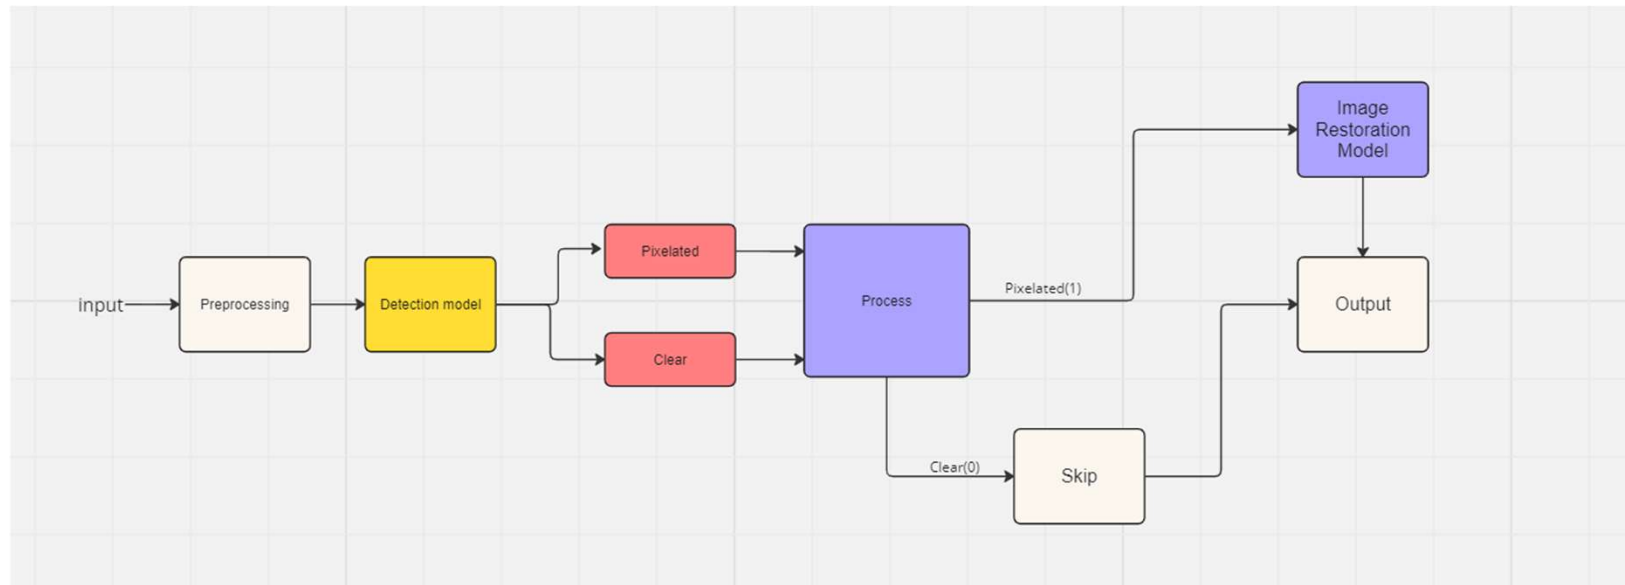 input
Preprocessing
Detection model
Pixelated
Clear
Process
Pixelated(1)
Clear(0)
Skip
Image
Restoration
Model
Output